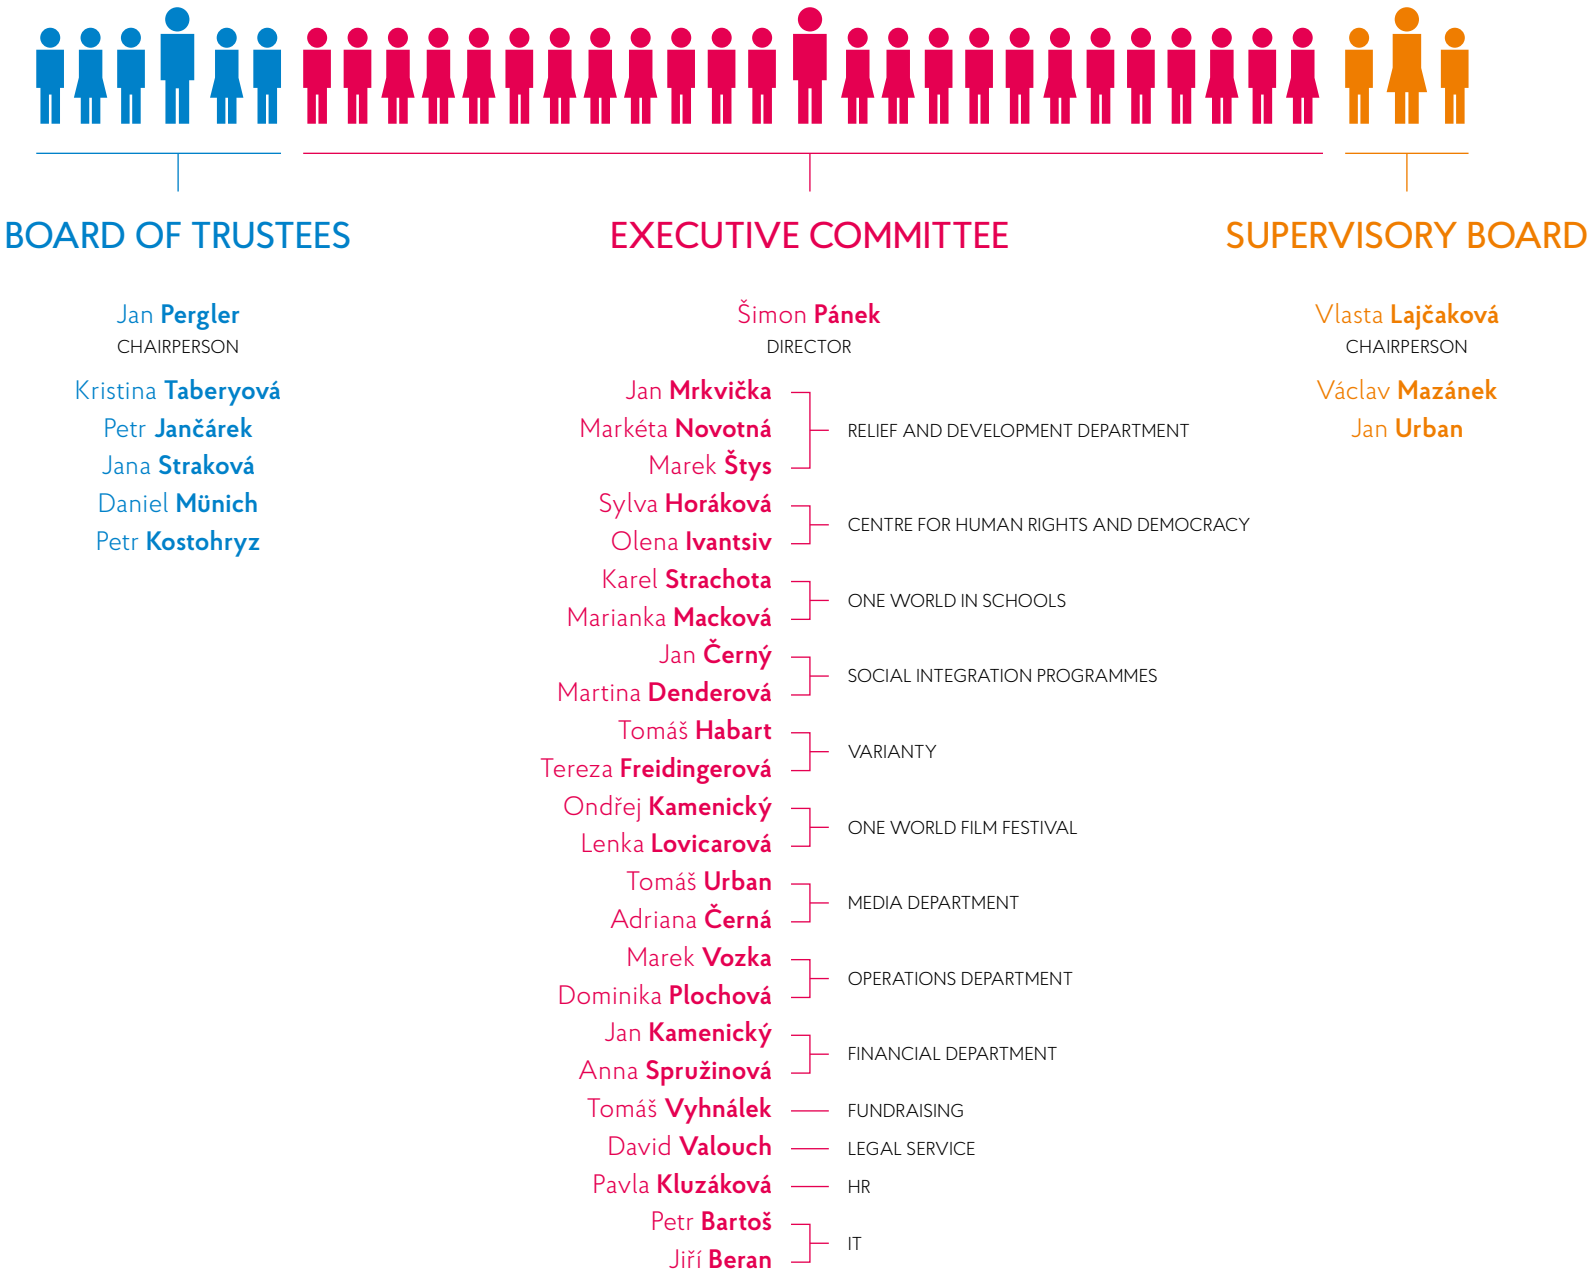 BOARD OF TRUSTEES
Jan Pergler
CHAIRPERSON
Kristina Taberyová
Petr Jančárek
Jana Straková
Daniel Münich
Petr Kostohryz
EXECUTIVE COMMITTEE
Šimon Pánek
DIRECTOR
Jan Mrkvička
Markéta Novotná
RELIEF AND DEVELOPMENT DEPARTMENT
Marek Štys
Sylva Horáková
CENTRE FOR HUMAN RIGHTS AND DEMOCRACY
Olena Ivantsiv
Karel Strachota
ONE WORLD IN SCHOOLS
Marianka Macková
Jan Černý
SOCIAL INTEGRATION PROGRAMMES
Martina Denderová
Tomáš Habart
VARIANTY
Tereza Freidingerová
Ondřej Kamenický
ONE WORLD FILM FESTIVAL
Lenka Lovicarová
Tomáš Urban
MEDIA DEPARTMENT
Adriana Černá
Marek Vozka
OPERATIONS DEPARTMENT
Dominika Plochová
Jan Kamenický
FINANCIAL DEPARTMENT
Anna Spružinová
Tomáš Vyhnálek
FUNDRAISING
David Valouch
LEGAL SERVICE
Pavla Kluzáková
HR
Petr Bartoš
IT
Jiří Beran
SUPERVISORY BOARD
Vlasta Lajčaková
CHAIRPERSON
Václav Mazánek
Jan Urban